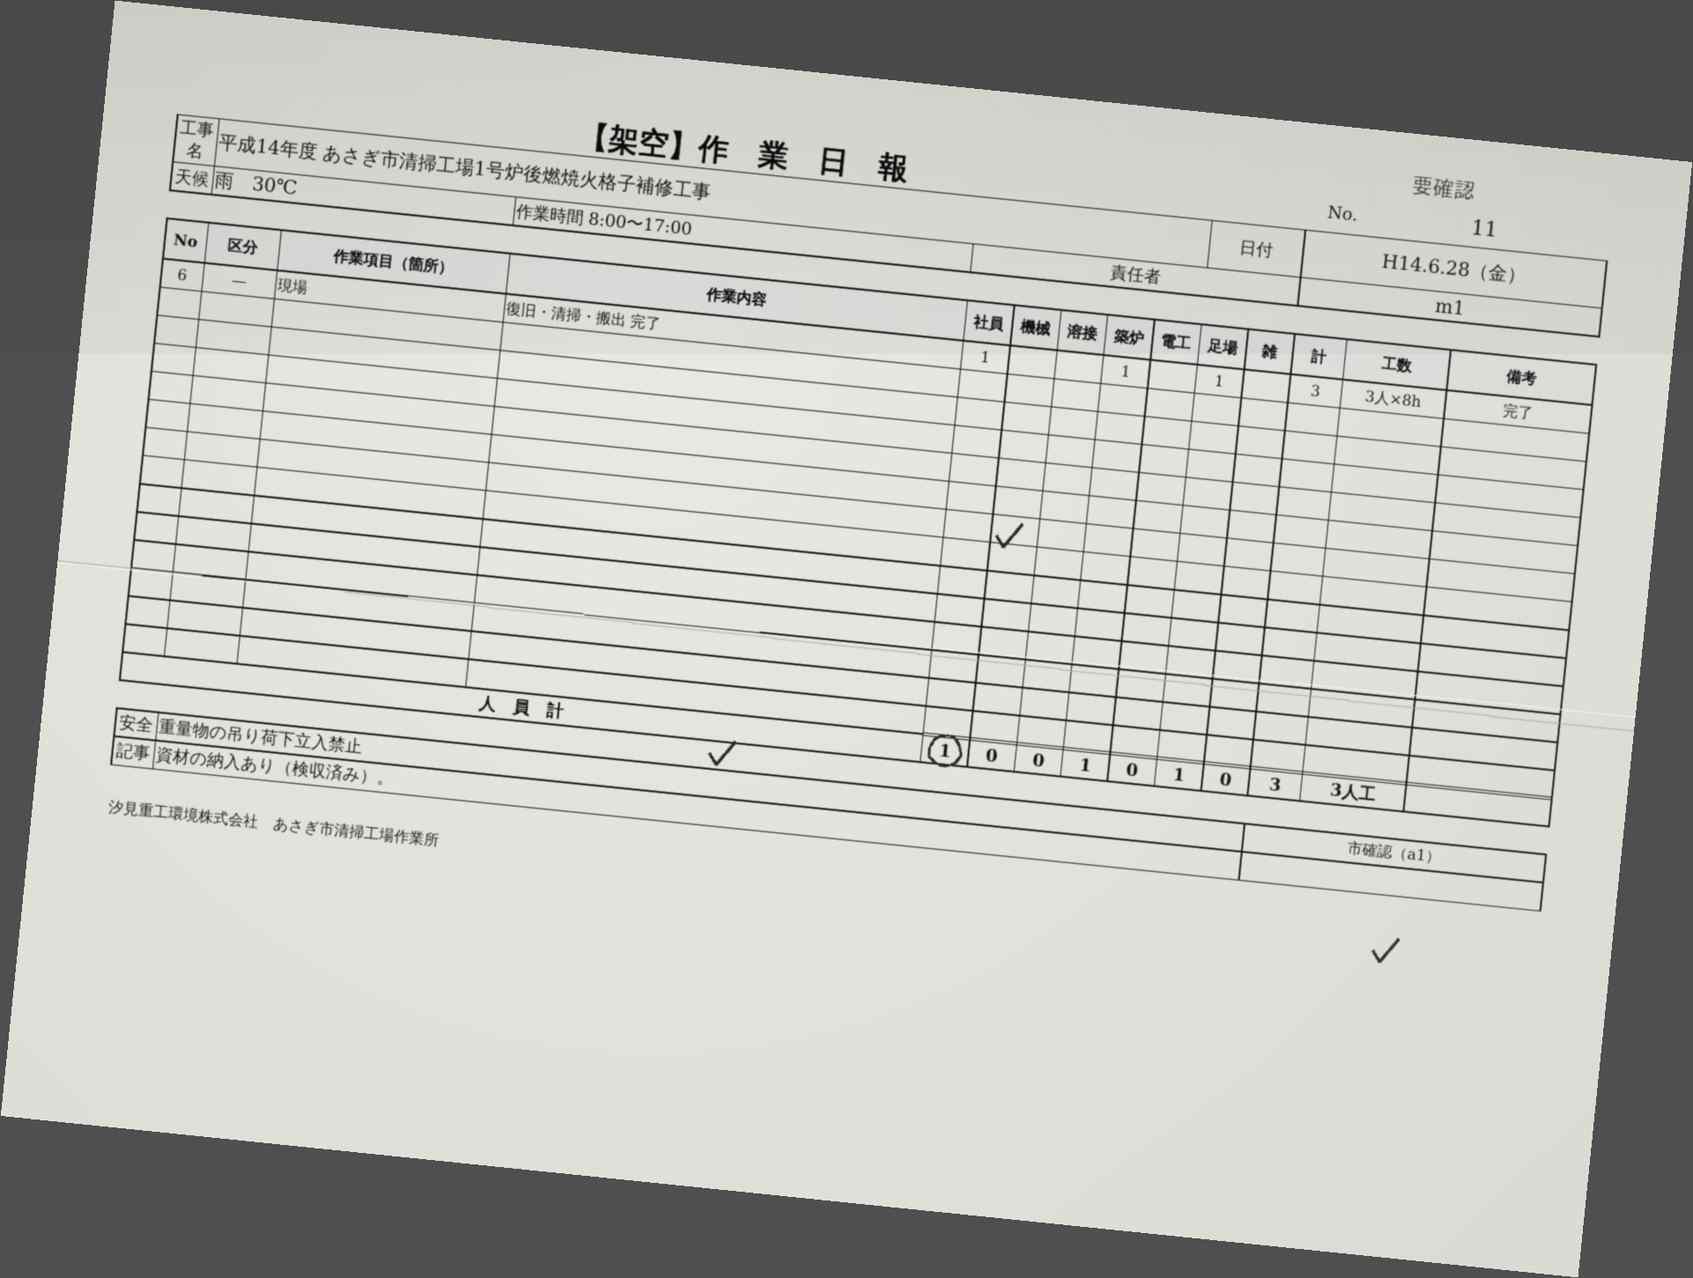 【架空】作　業　日　報
要確認
No. 11
工事名 平成14年度 あさぎ市清掃工場1号炉後燃焼火格子補修工事 日付 H14.6.28（金）
天候 雨　30℃ 作業時間 8:00〜17:00 責任者 m1
No 区分 作業項目（箇所） 作業内容 社員 機械 溶接 築炉 電工 足場 雑 計 工数 備考
6 — 現場 復旧・清掃・搬出 完了 1 1 1 3 3人×8h 完了
人　員　計 1 0 0 1 0 1 0 3 3人工
安全 重量物の吊り荷下立入禁止 市確認（a1）
記事 資材の納入あり（検収済み）。
汐見重工環境株式会社　あさぎ市清掃工場作業所